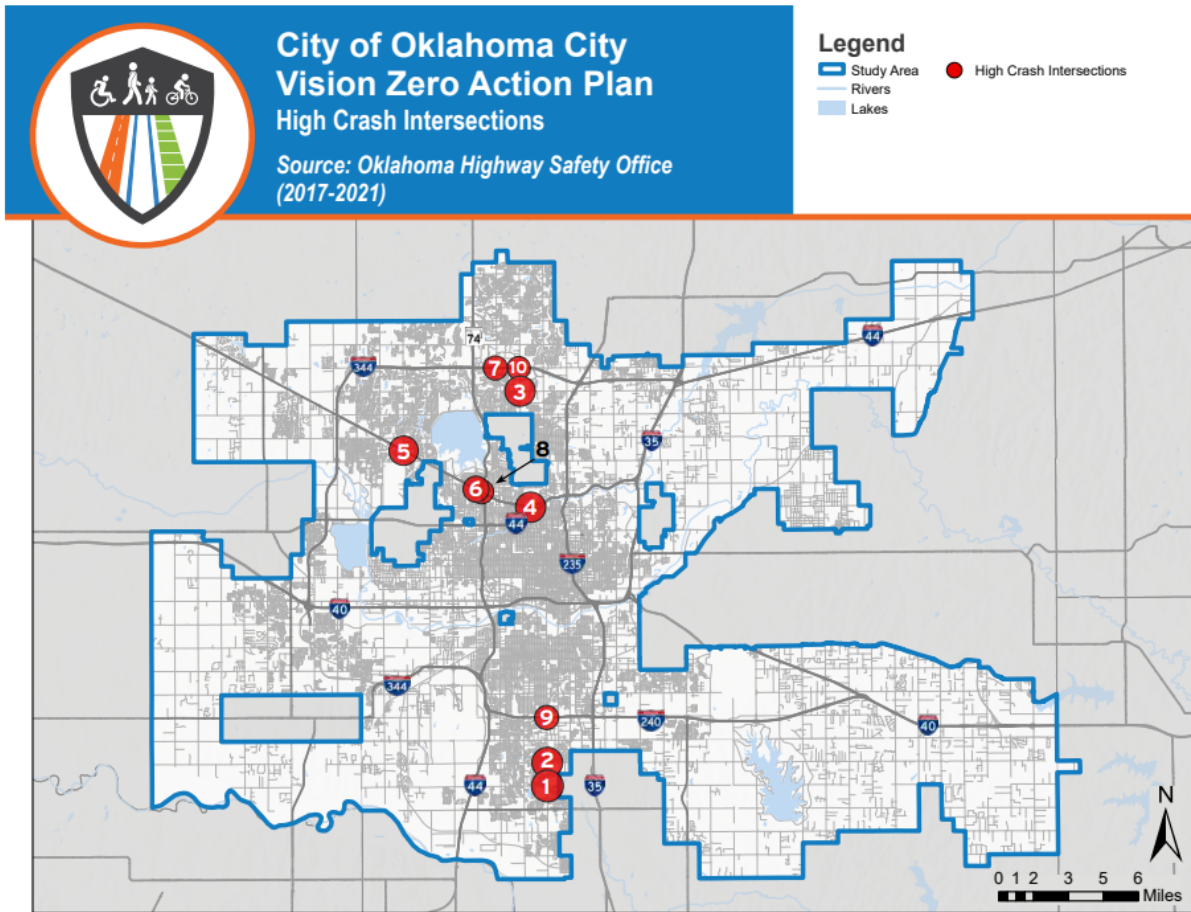 City of Oklahoma City
Vision Zero Action Plan
High Crash Intersections
Source: Oklahoma Highway Safety Office
(2017-2021)
Legend
Study Area
High Crash Intersections
Rivers
Lakes
74
44
344
7
10
3
35
5
8
6
4
44
235
40
344
9
240
40
2
1
44
35
N
0 1 2 3 5 6
Miles